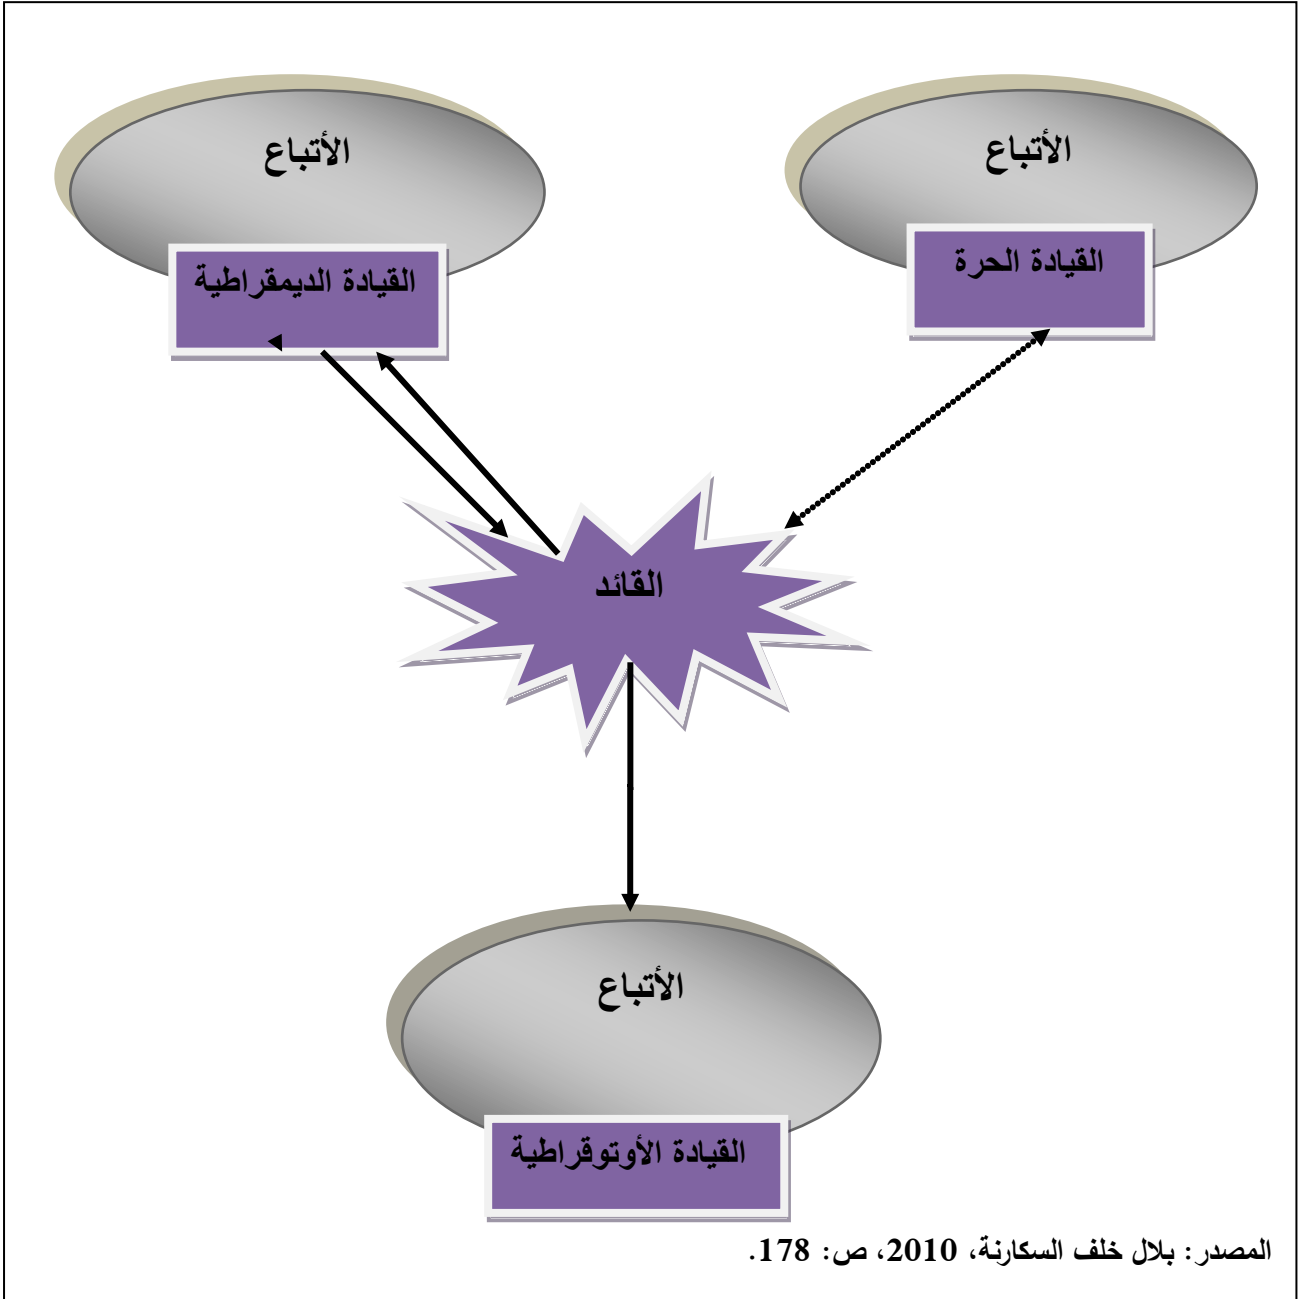 الأتباع
القيادة الحرة
الأتباع
القيادة الديمقراطية
القائد
الأتباع
القيادة الأوتوقراطية
المصدر: بلال خلف السكارنة، 2010، ص: 178.